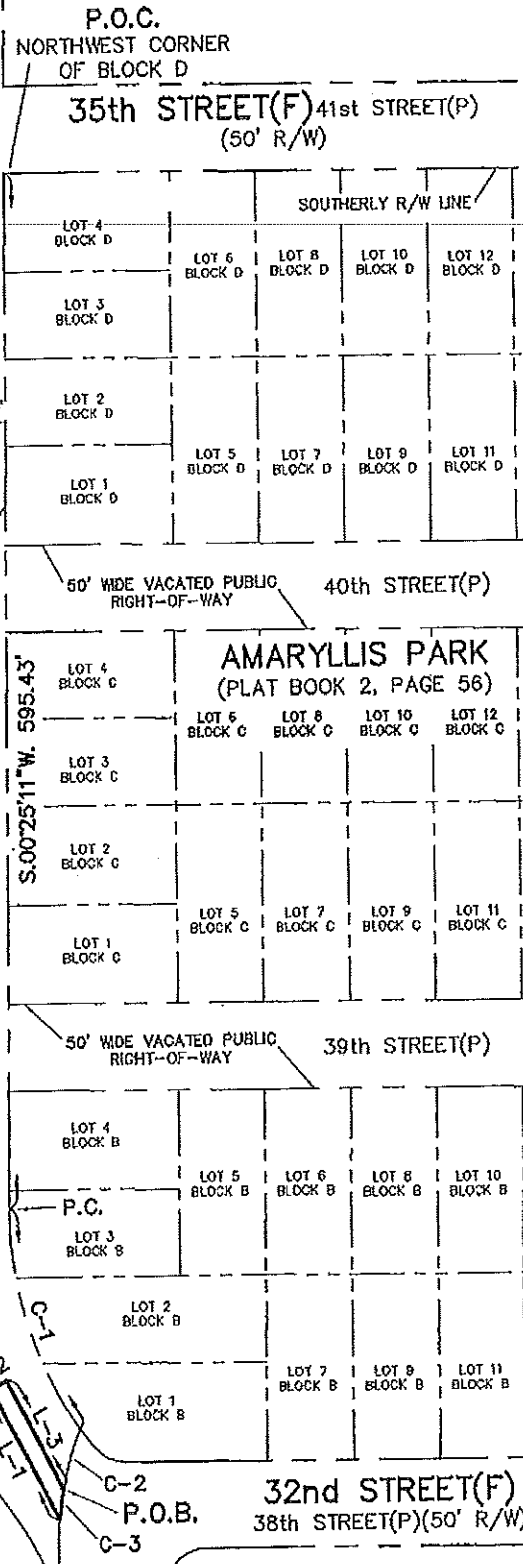 P.O.C.
NORTHWEST CORNER
OF BLOCK D
35th STREET(F) 41st STREET(P)
(50' R/W)
SOUTHERLY R/W LINE
LOT 4
BLOCK D
LOT 6
BLOCK D
LOT 8
BLOCK D
LOT 10
BLOCK D
LOT 12
BLOCK D
LOT 3
BLOCK D
LOT 2
BLOCK D
LOT 1
BLOCK D
LOT 5
BLOCK D
LOT 7
BLOCK D
LOT 9
BLOCK D
LOT 11
BLOCK D
50' WIDE VACATED PUBLIC
RIGHT-OF-WAY
40th STREET(P)
AMARYLLIS PARK
(PLAT BOOK 2, PAGE 56)
S.00°25'11"W. 595.43'
LOT 4
BLOCK C
LOT 6
BLOCK C
LOT 8
BLOCK C
LOT 10
BLOCK C
LOT 12
BLOCK C
LOT 3
BLOCK C
LOT 2
BLOCK C
LOT 1
BLOCK C
LOT 5
BLOCK C
LOT 7
BLOCK C
LOT 9
BLOCK C
LOT 11
BLOCK C
50' WIDE VACATED PUBLIC
RIGHT-OF-WAY
39th STREET(P)
LOT 4
BLOCK B
LOT 5
BLOCK B
LOT 6
BLOCK B
LOT 8
BLOCK B
LOT 10
BLOCK B
P.C.
LOT 3
BLOCK B
LOT 2
BLOCK B
C-1
LOT 1
BLOCK B
LOT 7
BLOCK B
LOT 9
BLOCK B
LOT 11
BLOCK B
L-3
L-1
C-2
P.O.B.
C-3
32nd STREET(F)
38th STREET(P)(50' R/W)